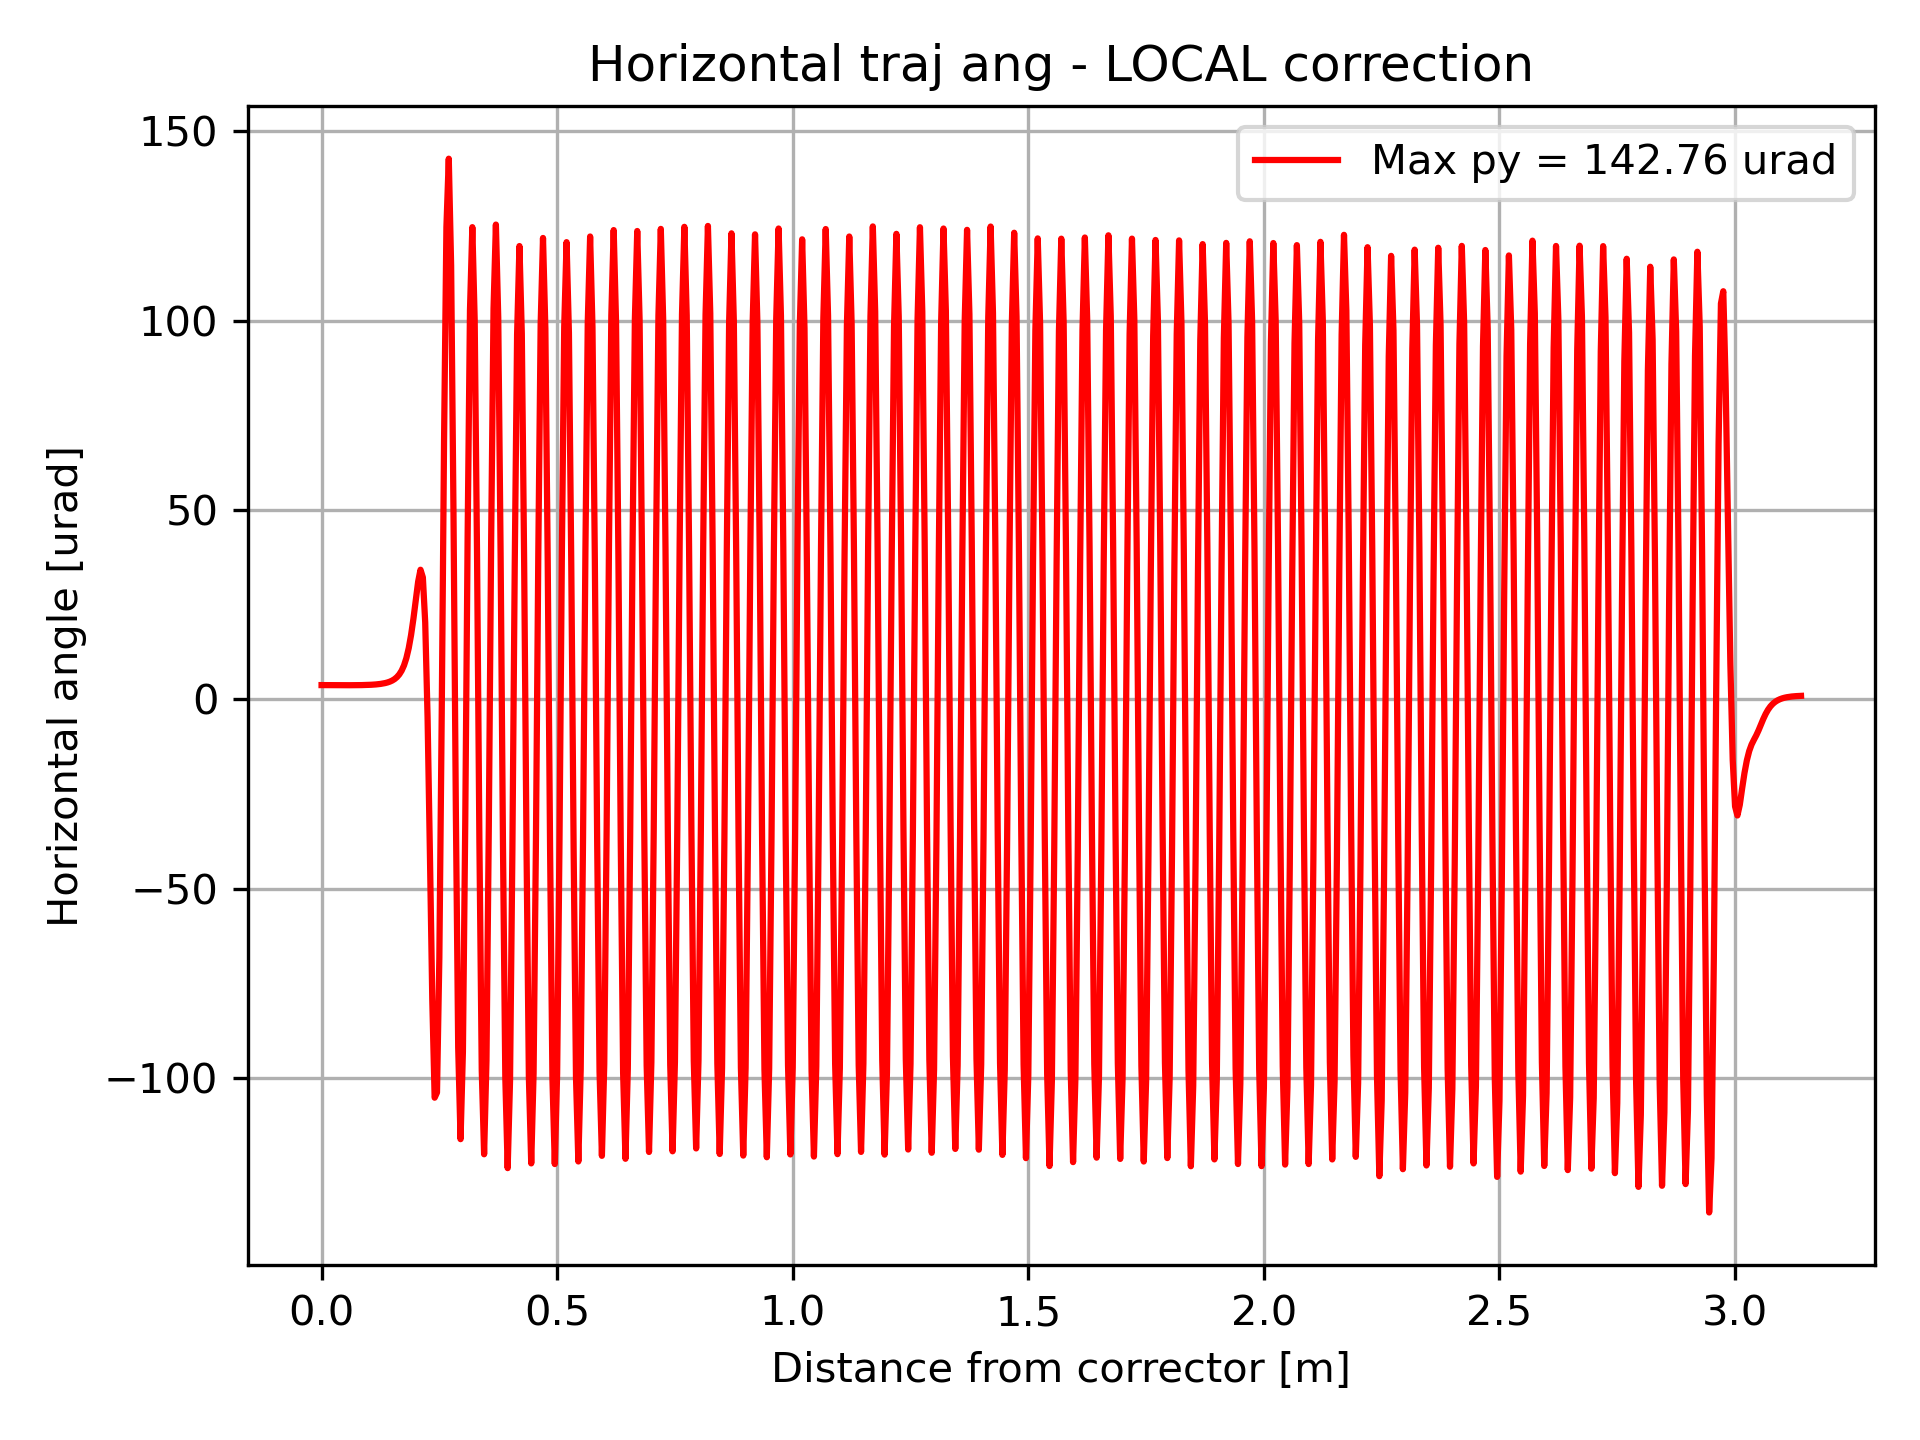 Horizontal traj ang - LOCAL correction
Max py = 142.76 urad
Horizontal angle [urad]
150
100
50
0
−50
−100
0.0 0.5 1.0 1.5 2.0 2.5 3.0
Distance from corrector [m]